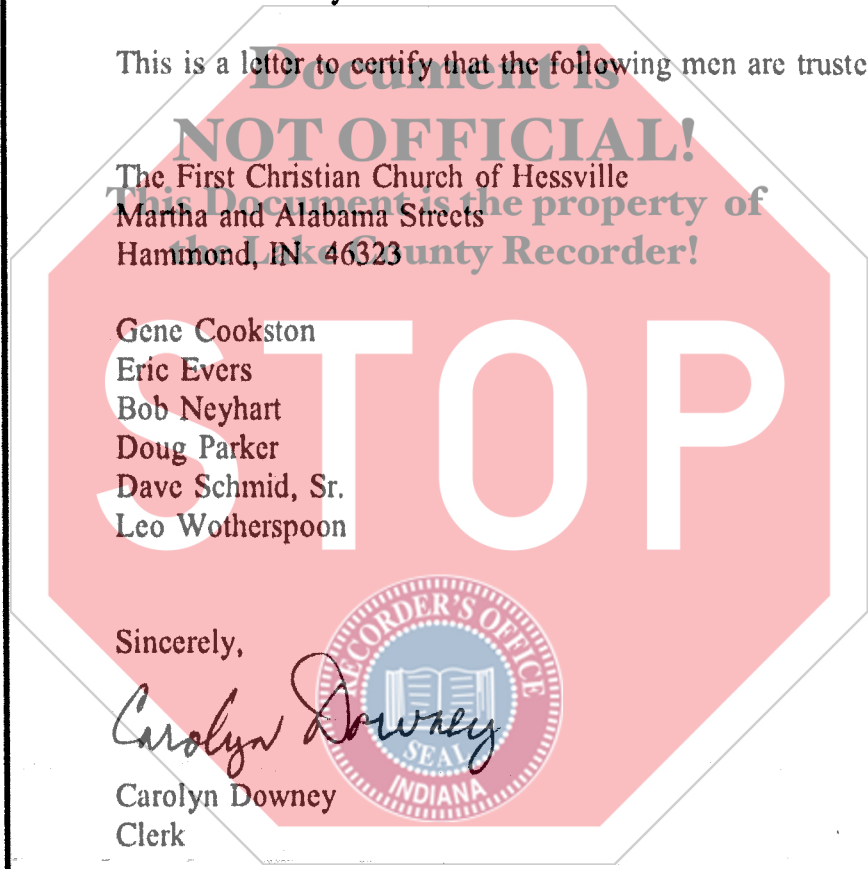 This is a letter to certify that the following men are truste
Document is
NOT OFFICIAL!
The First Christian Church of Hessville
This Document is the property of
Martha and Alabama Streets
the Lake County Recorder!
Hammond, IN 46323
Gene Cookston
Eric Evers
Bob Neyhart
Doug Parker
Dave Schmid, Sr.
Leo Wotherspoon
STOP
Sincerely,
Carolyn Downey
RECORDER'S OFFICE
SEAL
INDIANA
Carolyn Downey
Clerk